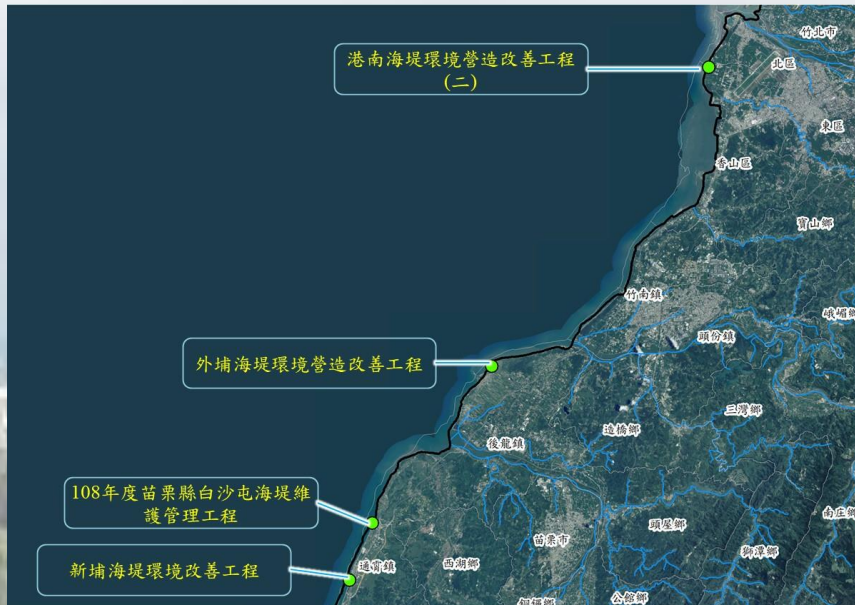 港南海堤環境營造改善工程
(二)
竹北市
北區
東區
香山區
寶山鄉
竹南鎮
峨嵋鄉
頭份鎮
外埔海堤環境營造改善工程
三灣鄉
造橋鄉
後龍鎮
108年度苗栗縣白沙屯海堤維
護管理工程
南庄鄉
頭屋鄉
苗栗市
獅潭鄉
新埔海堤環境改善工程
通霄鎮
西湖鄉
公館鄉
銅鑼鄉